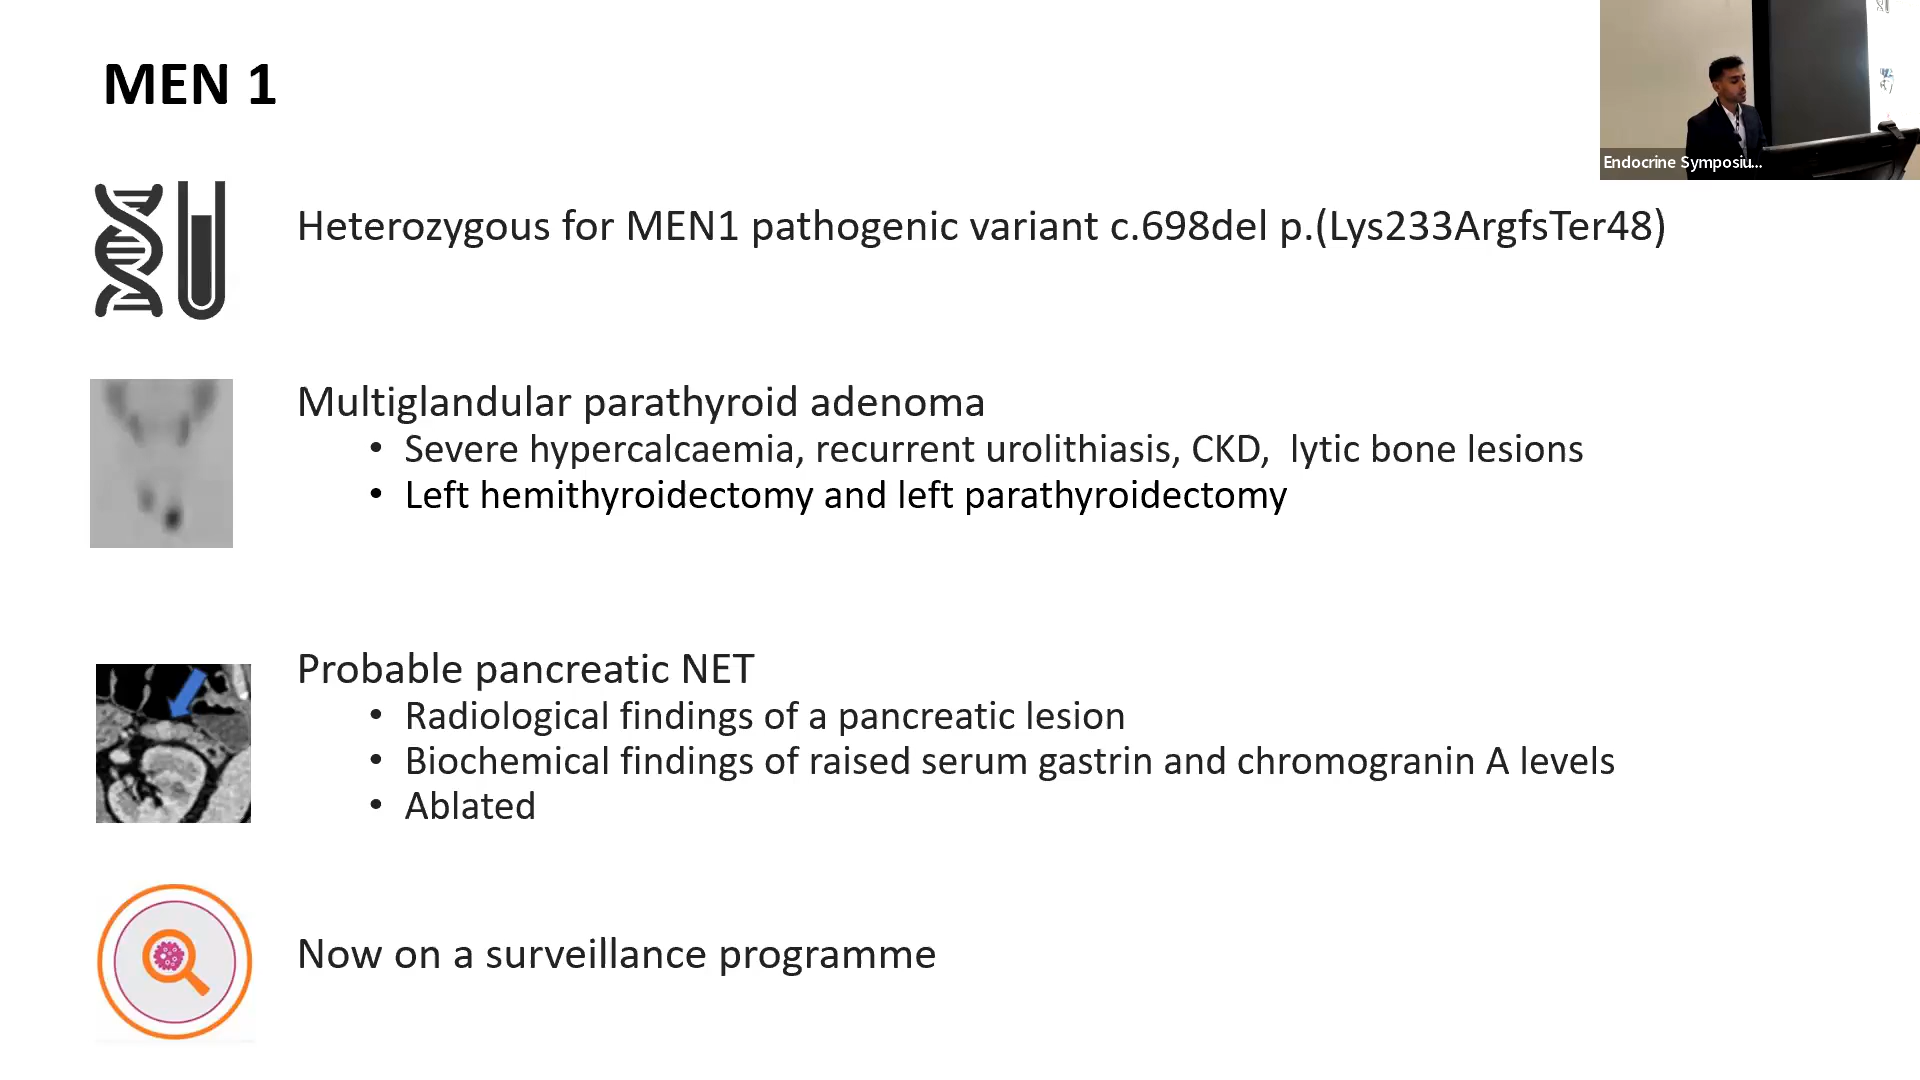 MEN 1
Endocrine Symposiu...
Heterozygous for MEN1 pathogenic variant c.698del p.(Lys233ArgfsTer48)
Multiglandular parathyroid adenoma
• Severe hypercalcaemia, recurrent urolithiasis, CKD,  lytic bone lesions
• Left hemithyroidectomy and left parathyroidectomy
Probable pancreatic NET
• Radiological findings of a pancreatic lesion
• Biochemical findings of raised serum gastrin and chromogranin A levels
• Ablated
Now on a surveillance programme